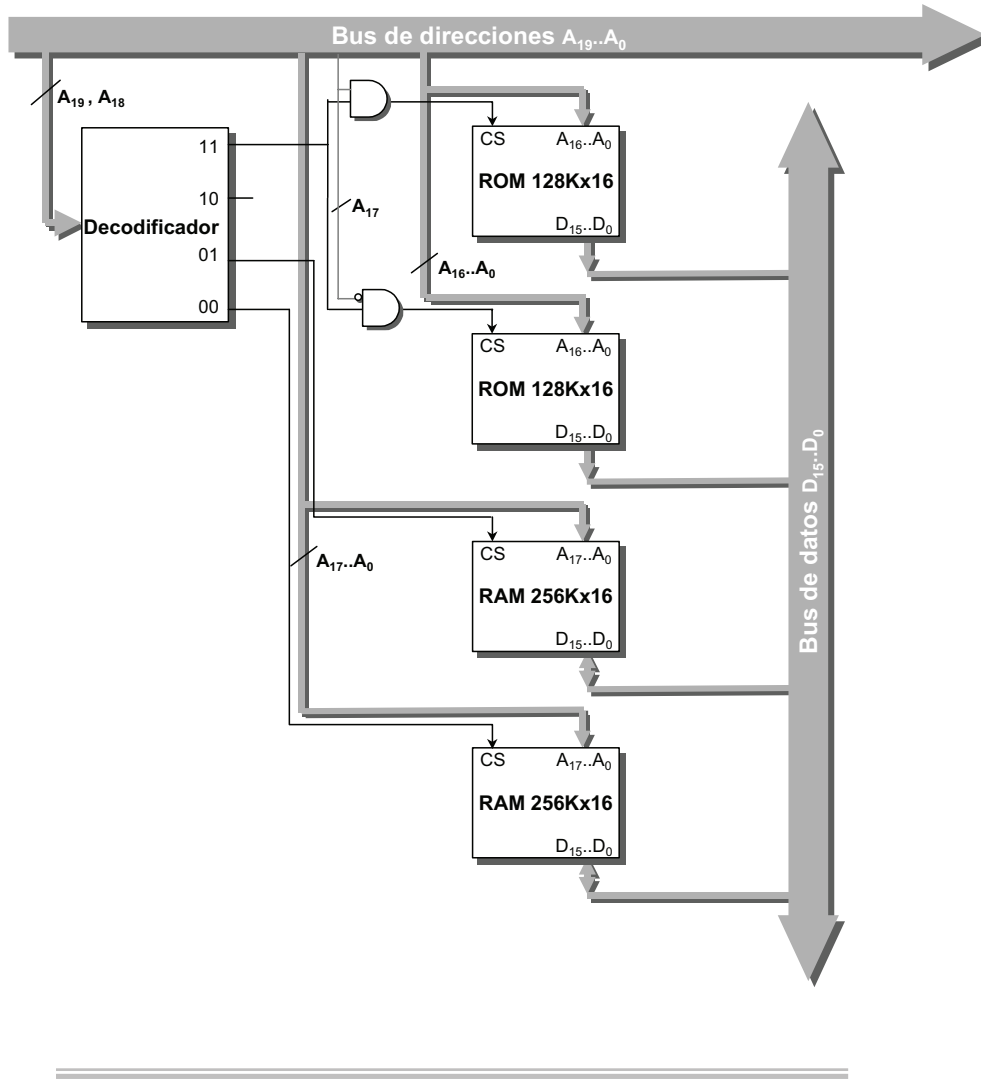 Bus de direcciones A₁₉..A₀
A₁₉ , A₁₈
11
10
Decodificador
01
00
A₁₇
A₁₆..A₀
CS A₁₆..A₀
ROM 128Kx16
D₁₅..D₀
CS A₁₆..A₀
ROM 128Kx16
D₁₅..D₀
A₁₇..A₀
CS A₁₇..A₀
RAM 256Kx16
D₁₅..D₀
CS A₁₇..A₀
RAM 256Kx16
D₁₅..D₀
Bus de datos D₁₅..D₀